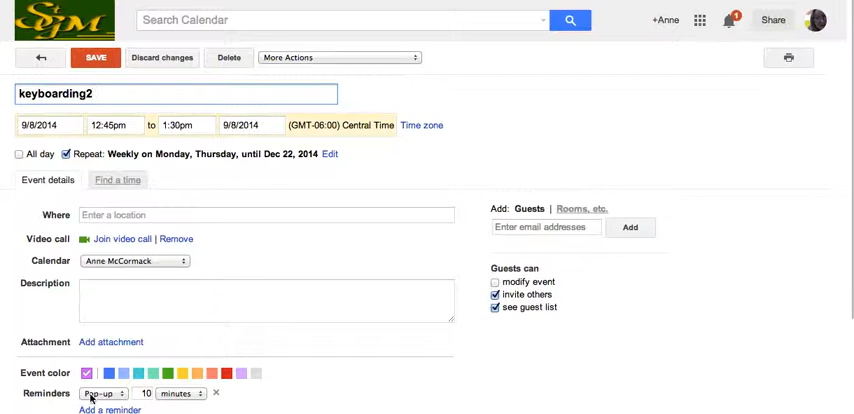 St GM
Search Calendar
+Anne
1
Share
SAVE
Discard changes
Delete
More Actions
keyboarding2
9/8/2014 12:45pm to 1:30pm 9/8/2014 (GMT-06:00) Central Time Time zone
All day Repeat: Weekly on Monday, Thursday, until Dec 22, 2014 Edit
Event details Find a time
Where Enter a location
Video call Join video call | Remove
Calendar Anne McCormack
Description
Attachment Add attachment
Event color
Reminders Pop-up 10 minutes ×
Add a reminder
Add: Guests | Rooms, etc.
Enter email addresses Add
Guests can
modify event
invite others
see guest list